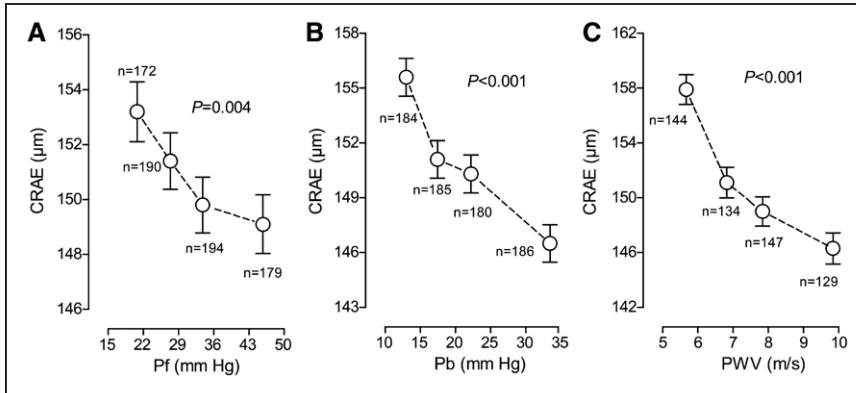 A
CRAE (μm)
156
154
152
150
148
146
n=172
P=0.004
n=190
n=194
n=179
15 22 29 36 43 50
Pf (mm Hg)
B
CRAE (μm)
158
155
152
149
146
143
P<0.001
n=184
n=185
n=180
n=186
10 15 20 25 30 35
Pb (mm Hg)
C
CRAE (μm)
162
158
154
150
146
142
P<0.001
n=144
n=134
n=147
n=129
5 6 7 8 9 10
PWV (m/s)